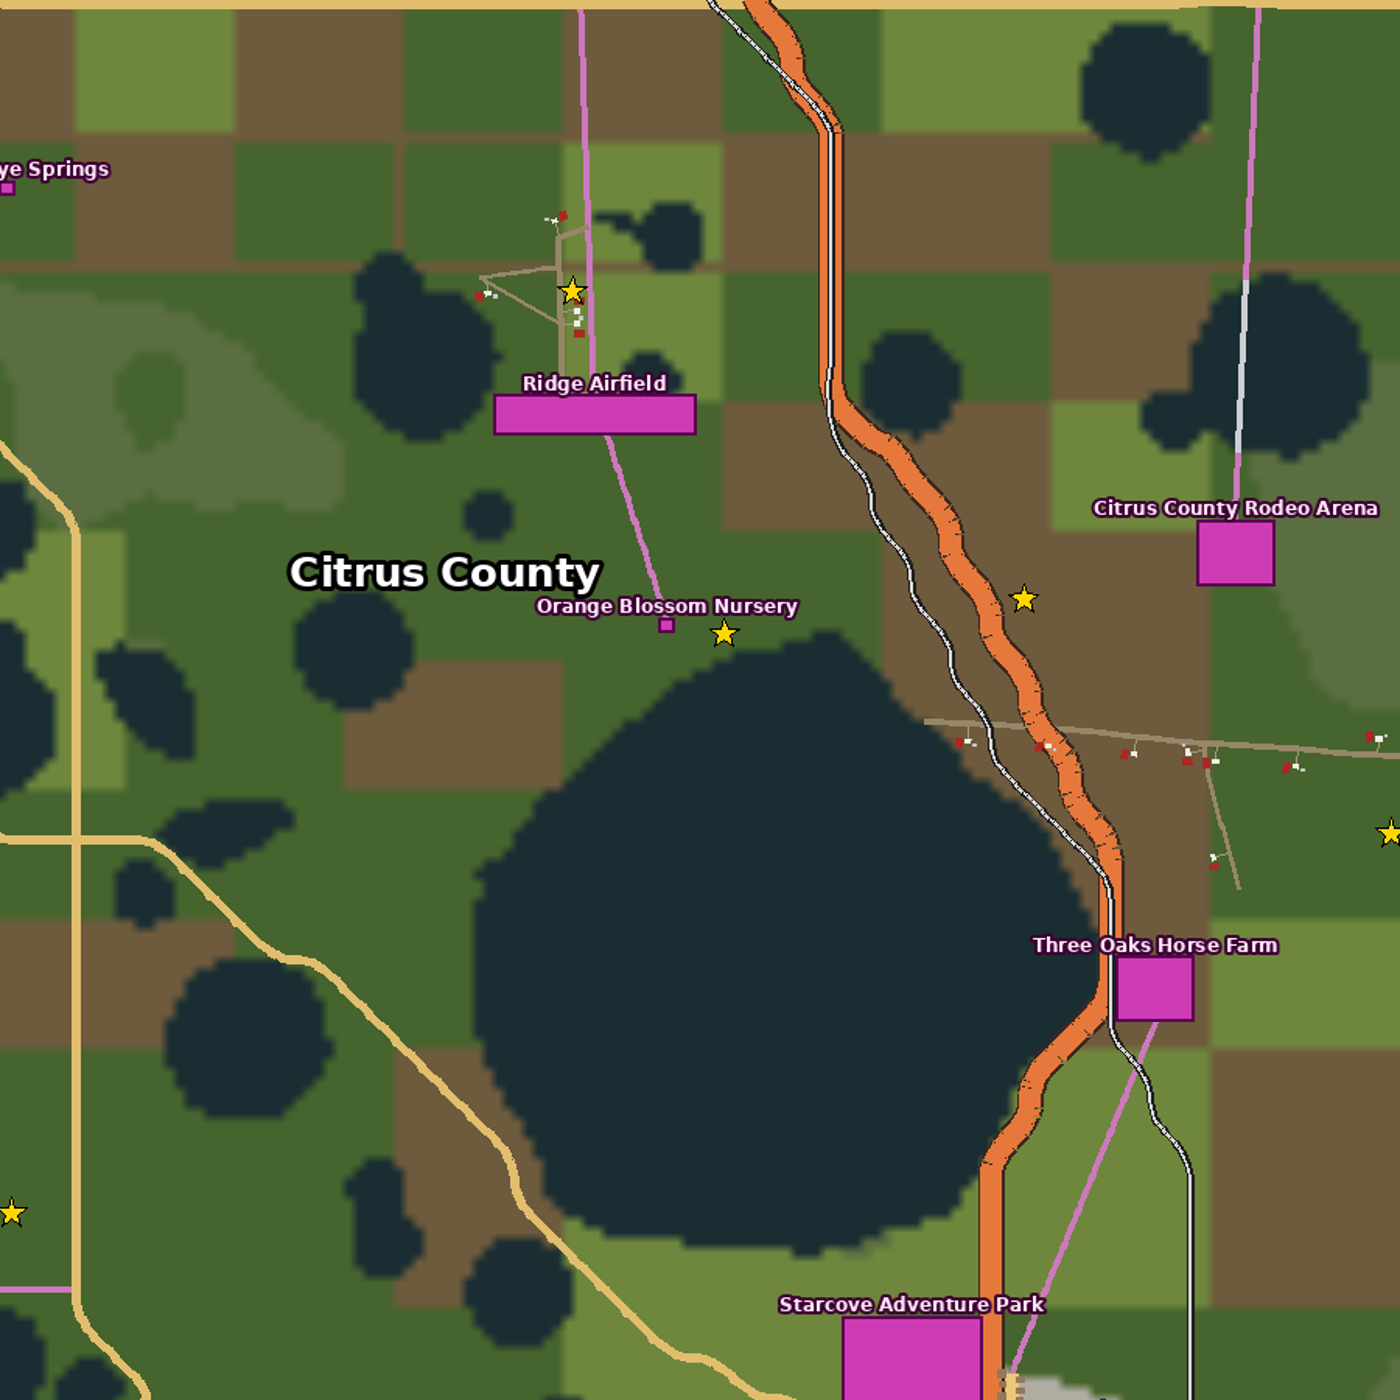 ye Springs
Ridge Airfield
Citrus County Rodeo Arena
Citrus County
Orange Blossom Nursery
Three Oaks Horse Farm
Starcove Adventure Park